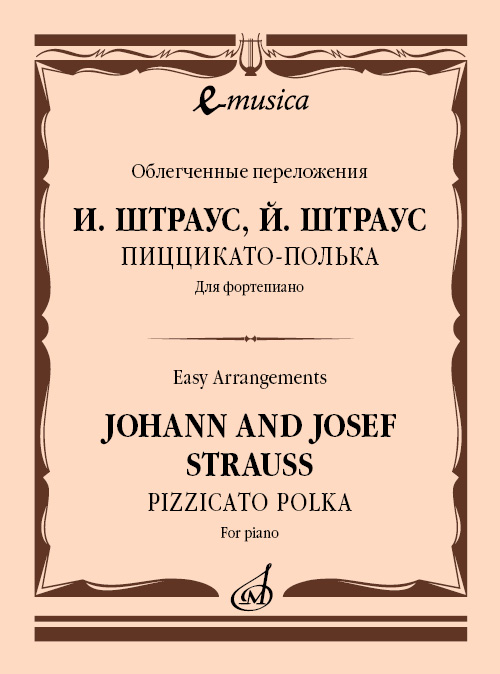 e-musica
Облегченные переложения
И. ШТРАУС, Й. ШТРАУС
ПИЦЦИКАТО-ПОЛЬКА
Для фортепиано
Easy Arrangements
JOHANN AND JOSEF
STRAUSS
PIZZICATO POLKA
For piano